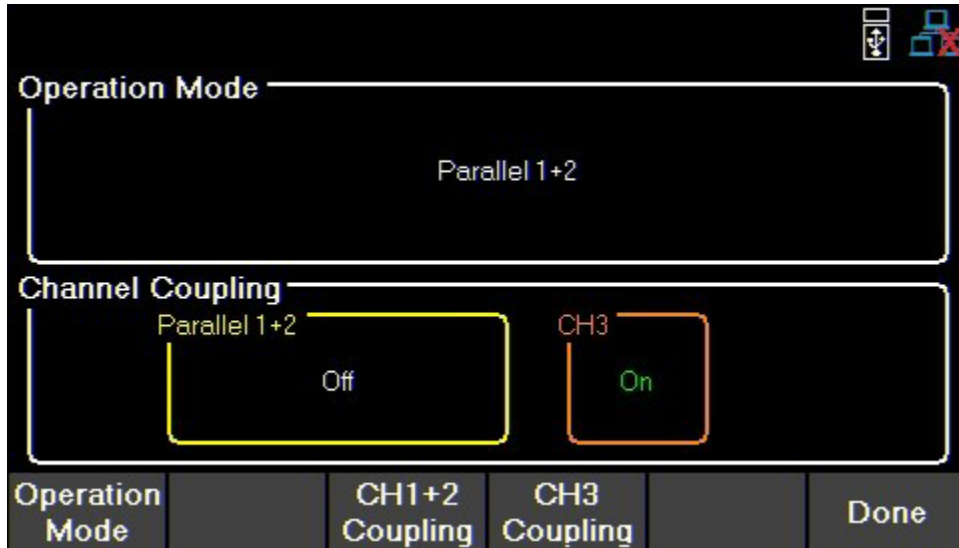 Operation Mode
Parallel 1+2
Channel Coupling
Parallel 1+2
CH3
Off
On
Operation
Mode
CH1+2
Coupling
CH3
Coupling
Done